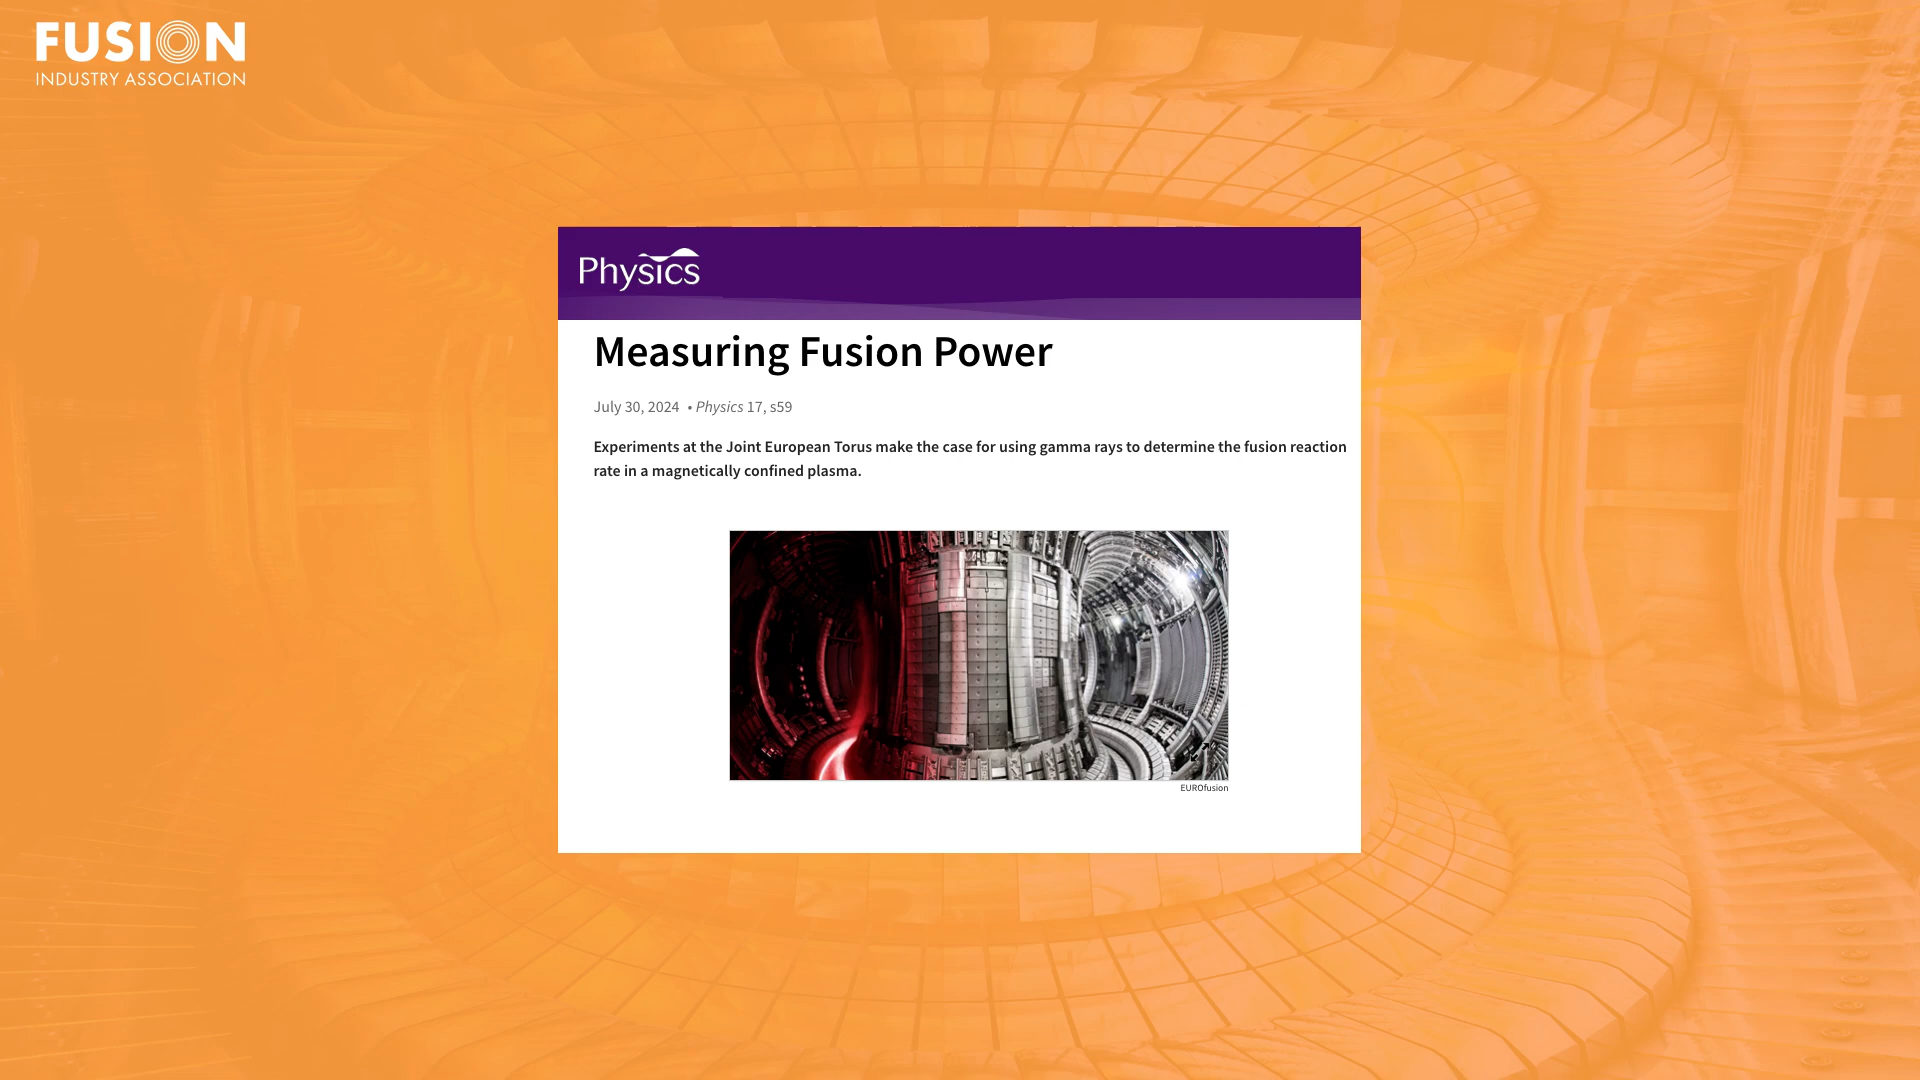 FUSION
INDUSTRY ASSOCIATION
Physics
Measuring Fusion Power
July 30, 2024 • Physics 17, s59
Experiments at the Joint European Torus make the case for using gamma rays to determine the fusion reaction
rate in a magnetically confined plasma.
EUROfusion